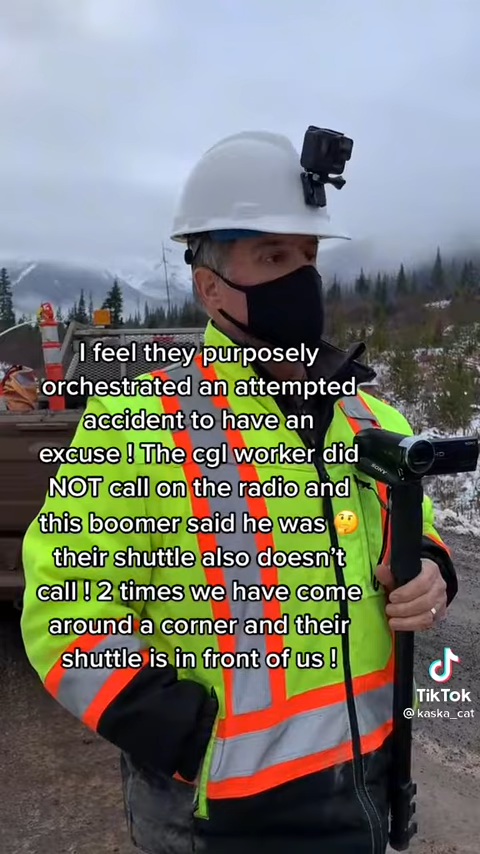 I feel they purposely
orchestrated an attempted
accident to have an
excuse ! The cgl worker did
NOT call on the radio and
this boomer said he was 🤔
their shuttle also doesn't
call ! 2 times we have come
around a corner and their
shuttle is in front of us !
SONY
HD
TikTok
@kaska_cat